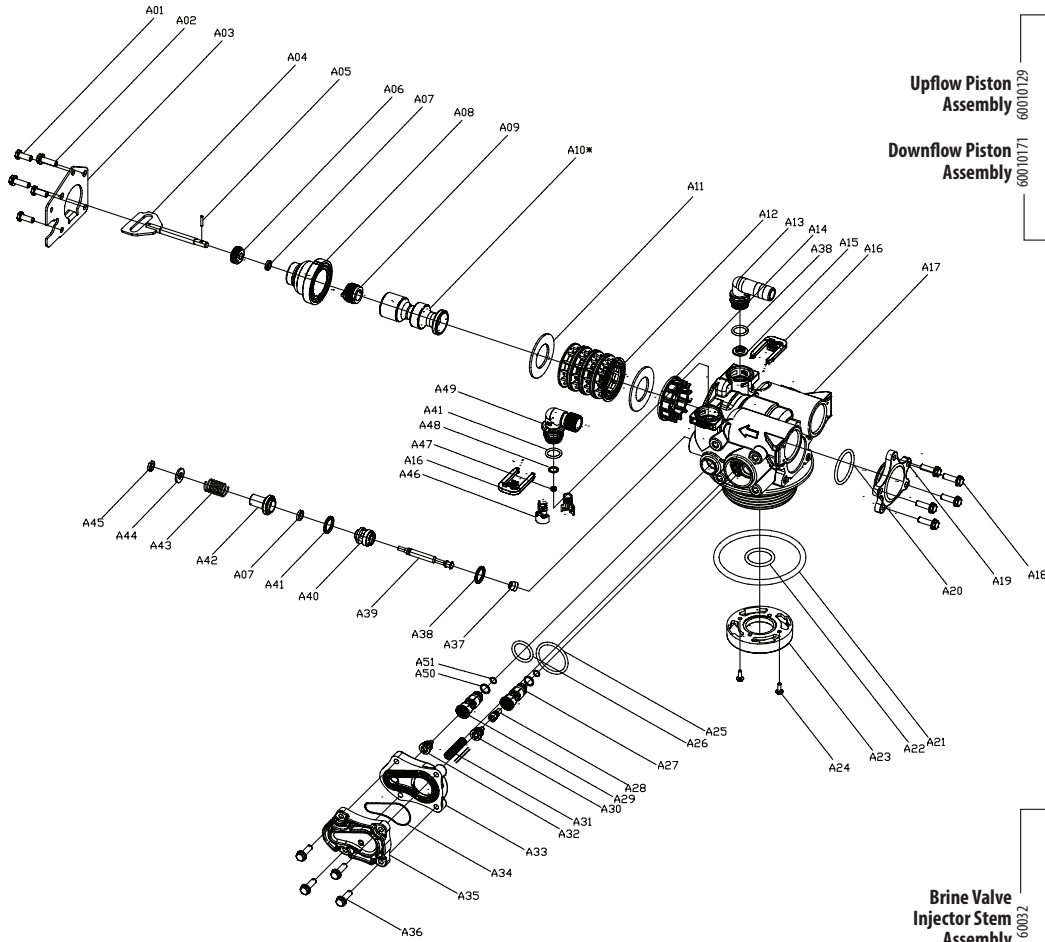 A01
A02
A03
A04
A05
A06
A07
A08
A09
A10*
A11
A12
A13
A14
A15
A38
A16
A17
Upflow Piston
Assembly
60010129
Downflow Piston
Assembly
60010171
A49
A41
A48
A47
A16
A46
A45
A44
A43
A42
A07
A41
A40
A39
A38
A37
A18
A19
A20
A21
A22
A23
A24
A51
A50
A25
A26
A27
A28
A29
A30
A31
A32
A33
A34
A35
A36
Brine Valve
Injector Stem
Assembly
60032